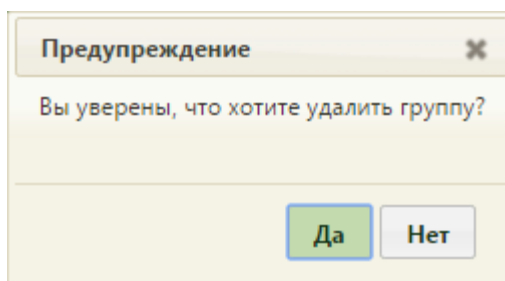 Предупреждение
Вы уверены, что хотите удалить группу?
Да Нет